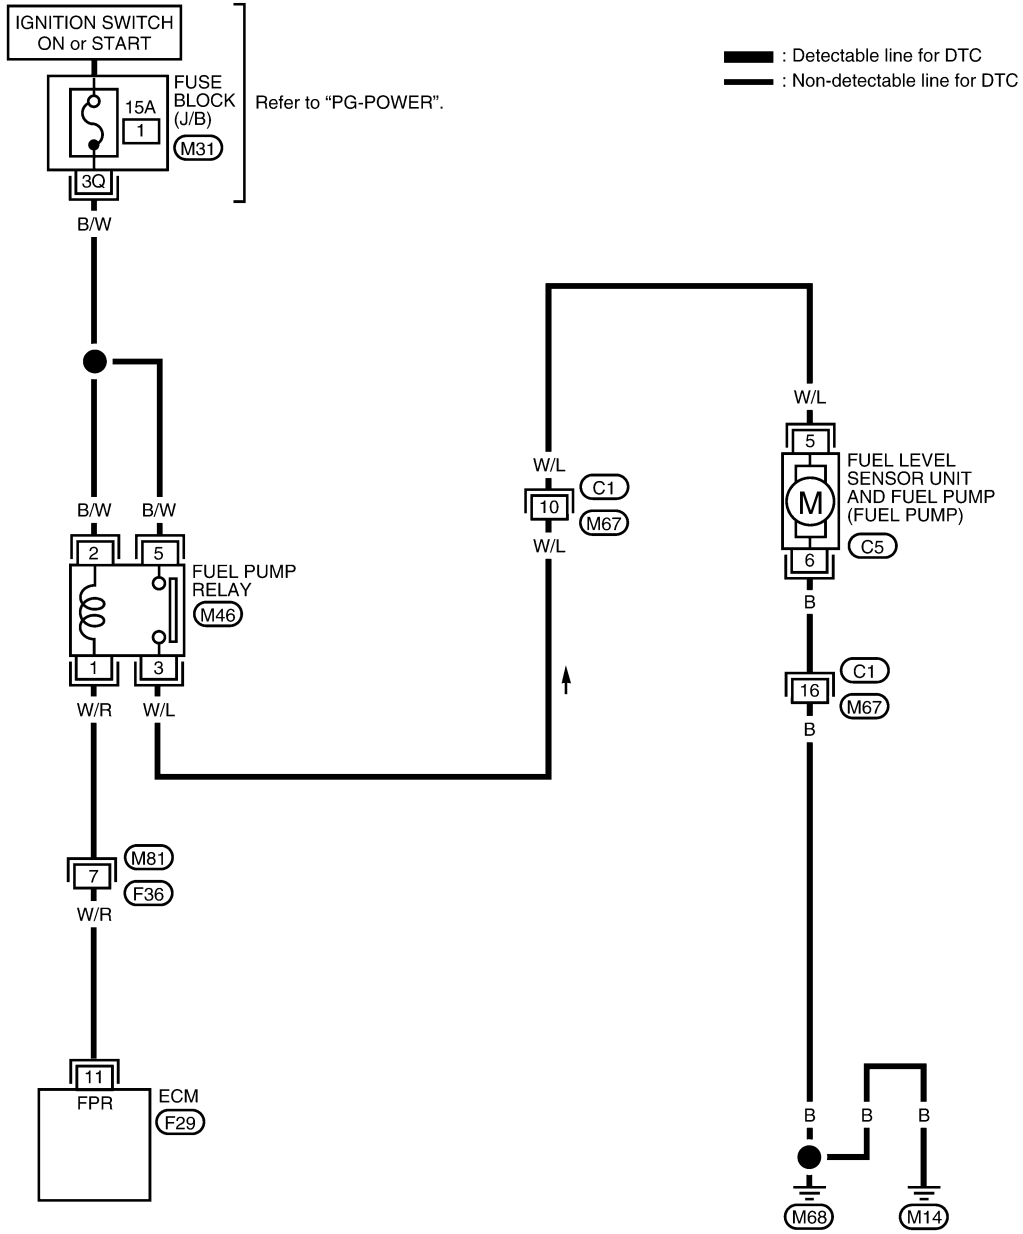 IGNITION SWITCH
ON or START
: Detectable line for DTC
: Non-detectable line for DTC
FUSE
BLOCK
(J/B)
Refer to “PG-POWER”.
15A
1
M31
3Q
B/W
W/L
5
FUEL LEVEL
SENSOR UNIT
AND FUEL PUMP
(FUEL PUMP)
M
C5
6
B
W/L
C1
10
M67
W/L
B/W
B/W
2
5
FUEL PUMP
RELAY
M46
1
3
W/R
W/L
C1
16
M67
B
M81
7
F36
W/R
11
FPR
ECM
F29
B
B
B
M68
M14